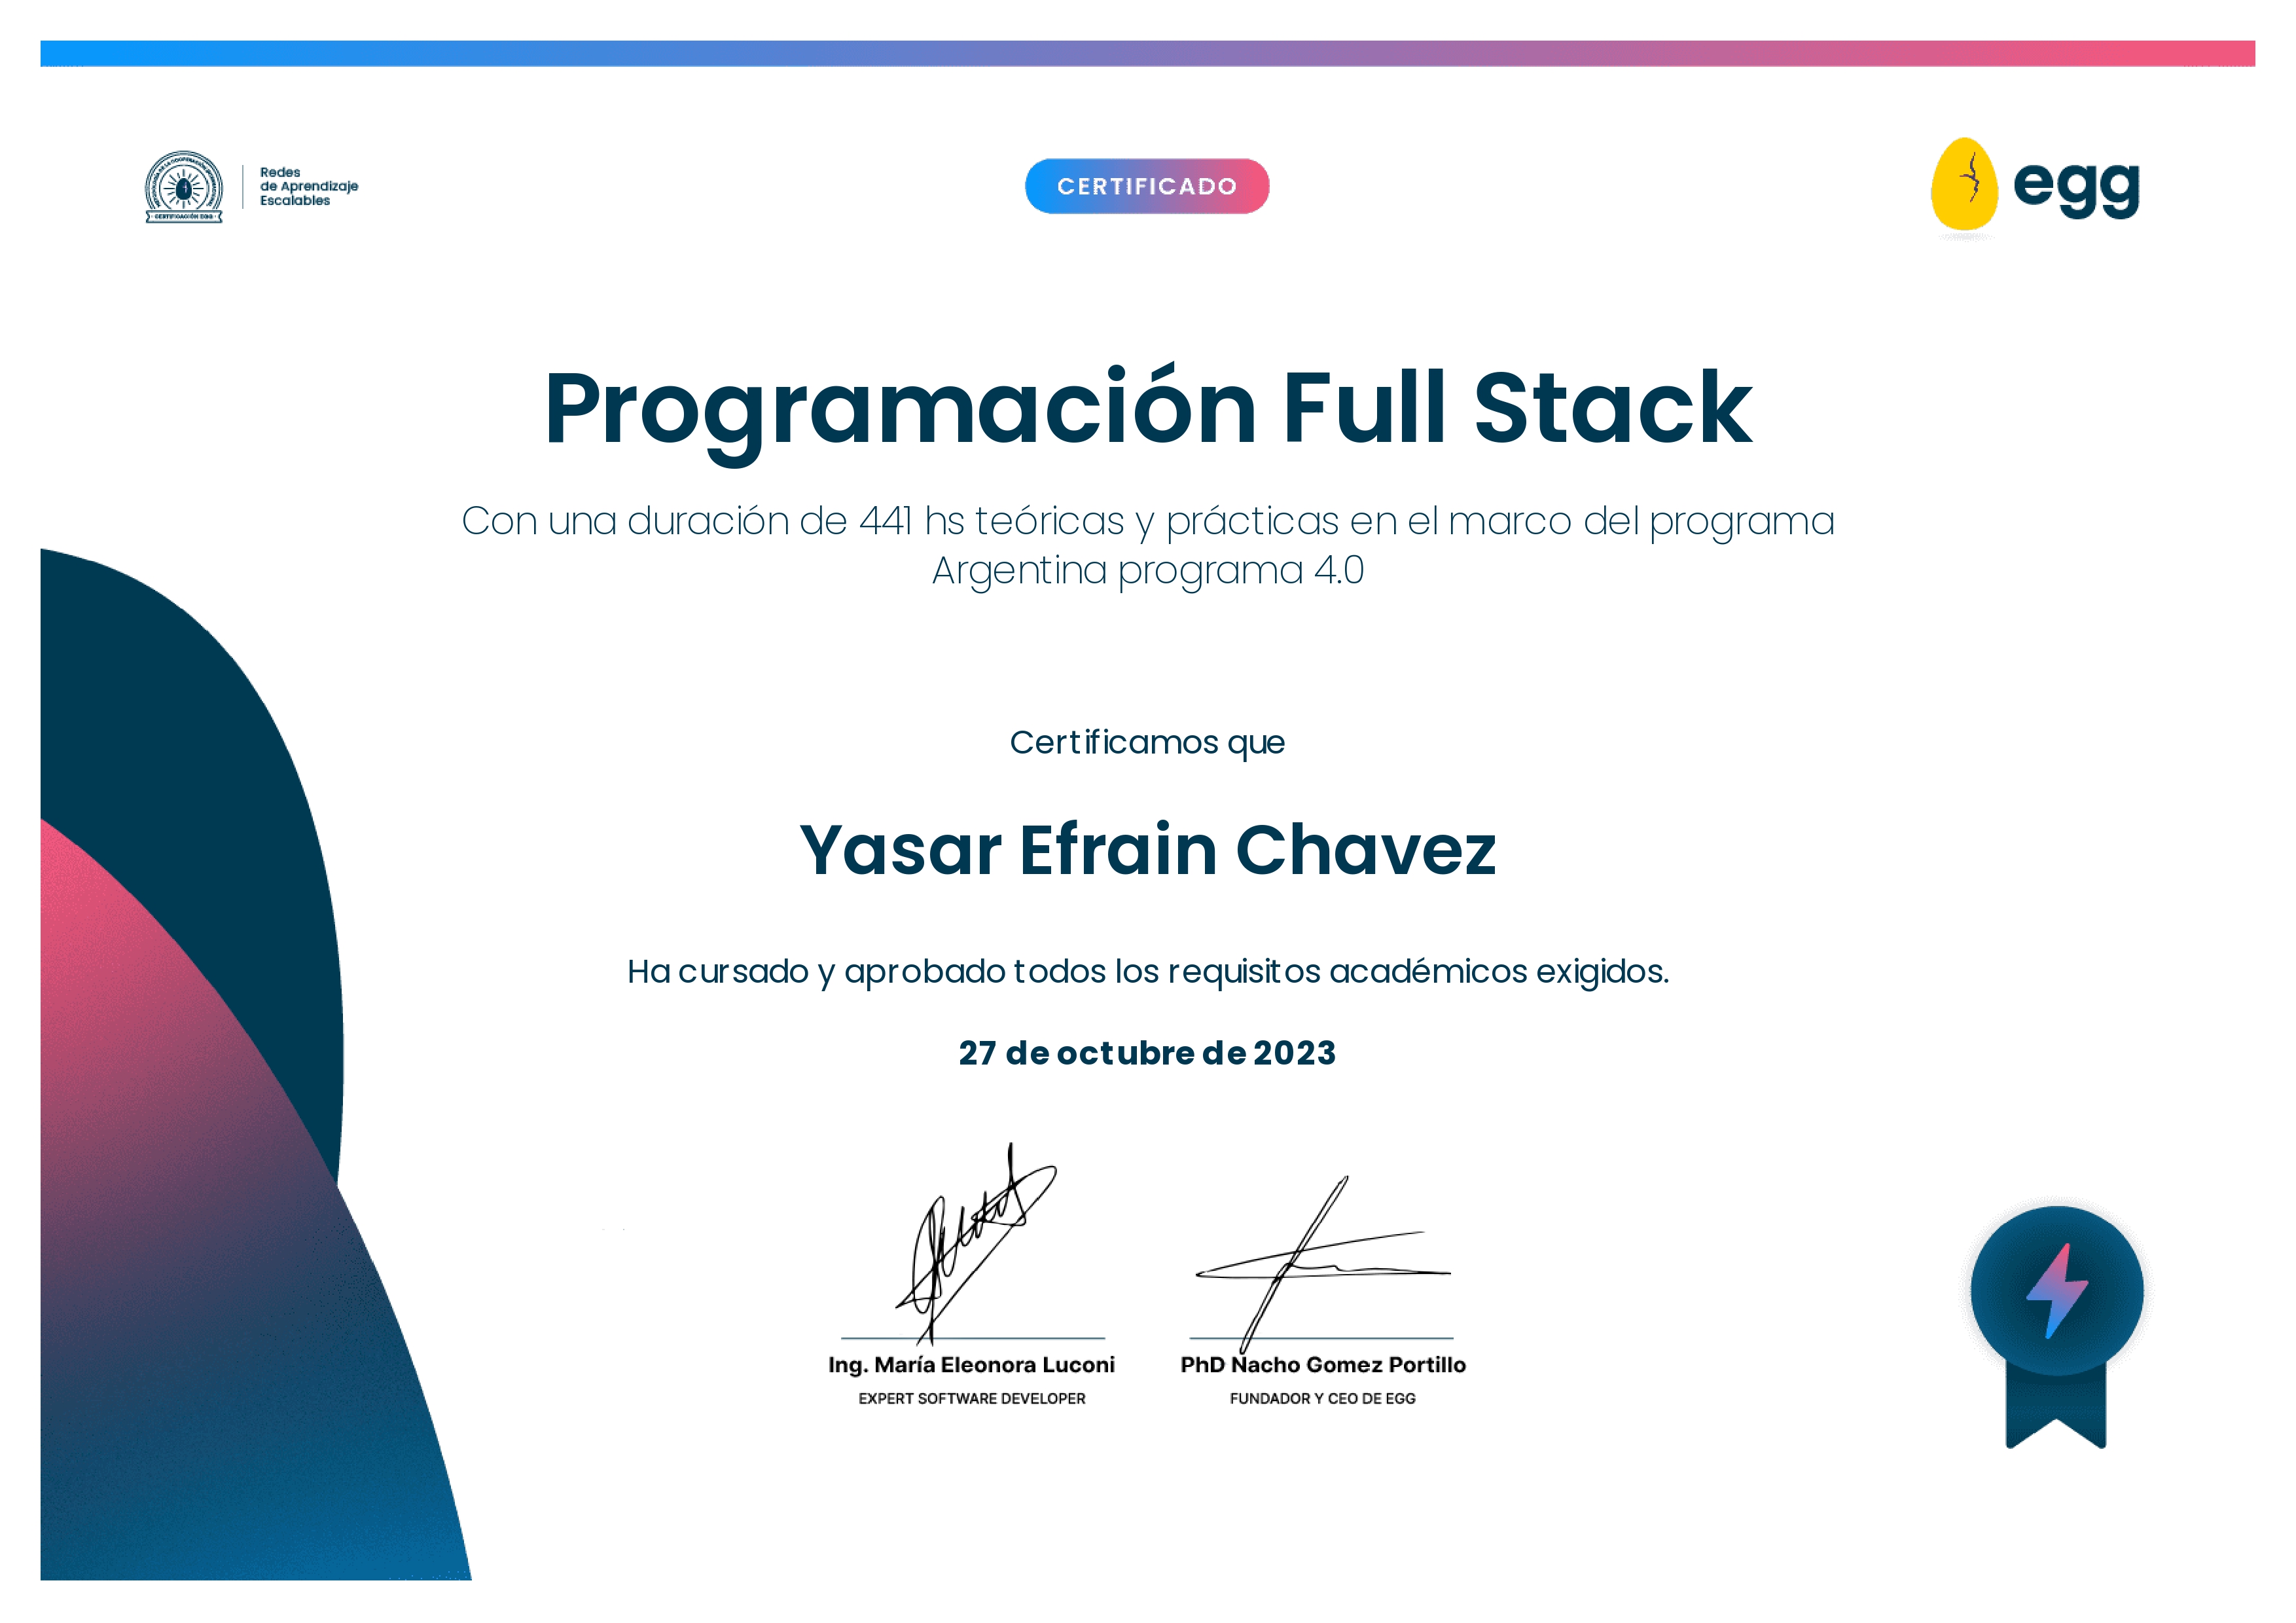 Redes
de Aprendizaje
Escalables
CERTIFICACIÓN EGG
CERTIFICADO
egg
Programación Full Stack
Con una duración de 441 hs teóricas y prácticas en el marco del programa
Argentina programa 4.0
Certificamos que
Yasar Efrain Chavez
Ha cursado y aprobado todos los requisitos académicos exigidos.
27 de octubre de 2023
Ing. María Eleonora Luconi
EXPERT SOFTWARE DEVELOPER
PhD Nacho Gomez Portillo
FUNDADOR Y CEO DE EGG